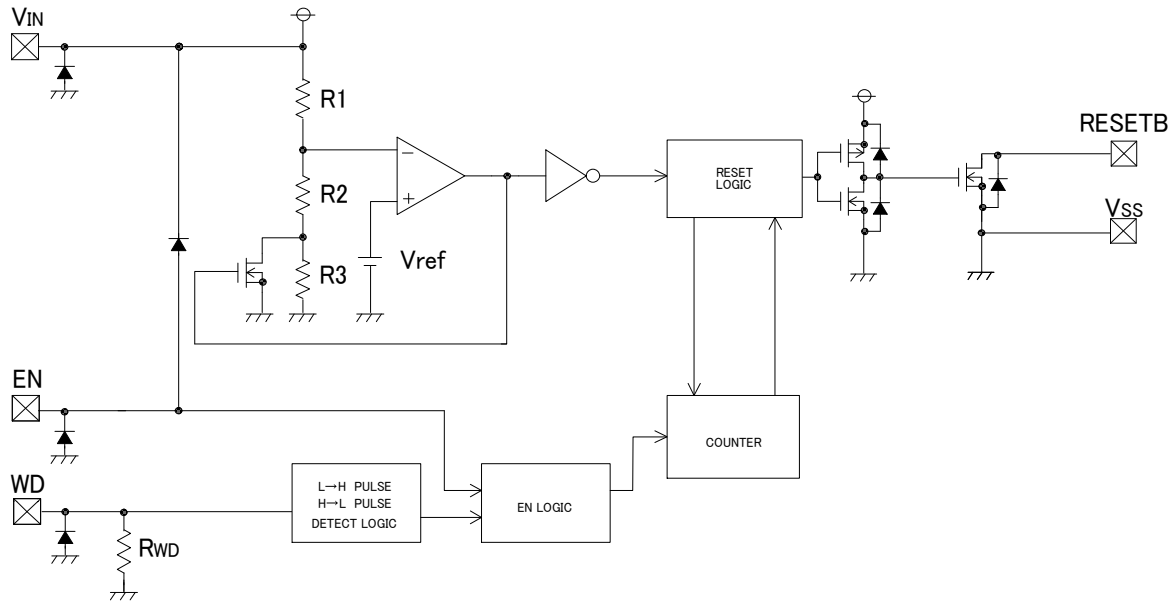 VIN
R1
R2
R3
Vref
RESET
LOGIC
RESETB
VSS
EN
COUNTER
WD
L→H PULSE
H→L PULSE
DETECT LOGIC
EN LOGIC
RWD